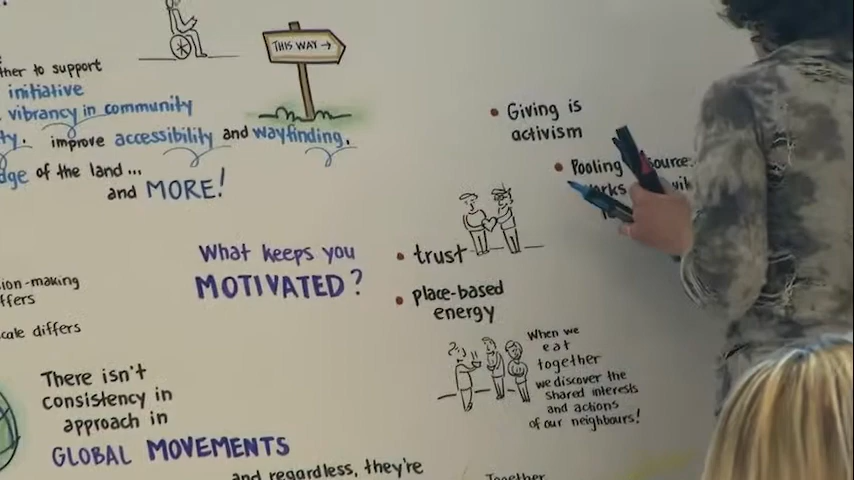 THIS WAY →
ther to support
initiative
vibrancy in community
ty. improve accessibility and wayfinding.
dge of the land...
and MORE!
• Giving is
activism
• Pooling source
trust
• place-based
energy
What keeps you
MOTIVATED?
When we
eat
together
we discover the
shared interests
and actions
of our neighbours!
ion-making
ffers
cale differs
There isn't
consistency in
approach in
GLOBAL MOVEMENTS
and regardless, they're
Together